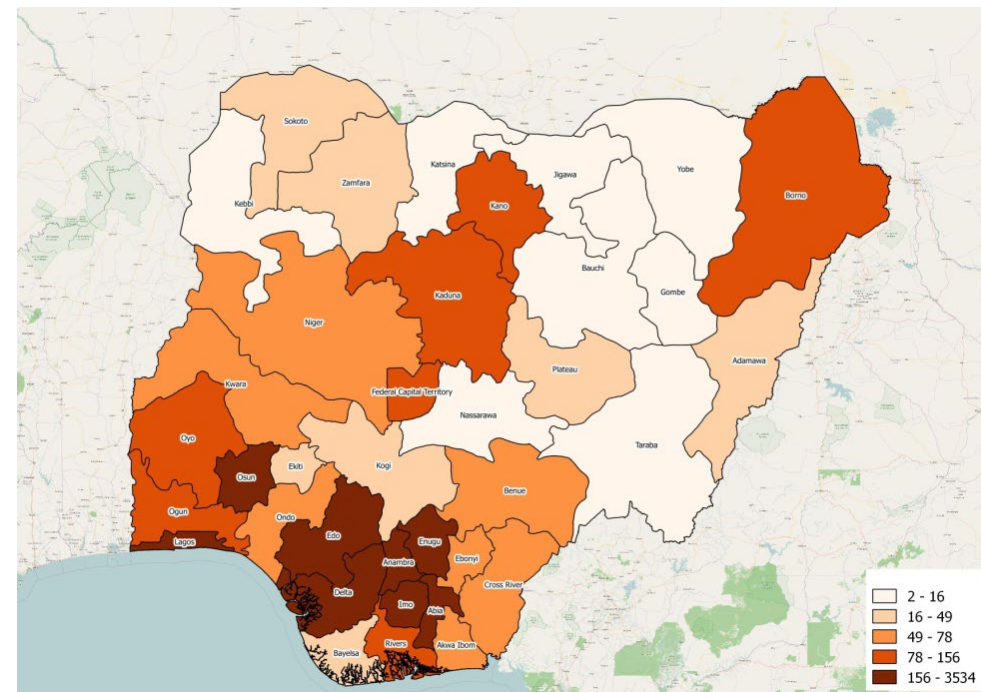 Sokoto
Katsina
Zamfara
Jigawa
Yobe
Kebbi
Kano
Borno
Bauchi
Kaduna
Gombe
Niger
Adamawa
Plateau
Kwara
Federal Capital Territory
Nassarawa
Oyo
Taraba
Ekiti
Kogi
Osun
Benue
Ogun
Ondo
Edo
Lagos
Enugu
Anambra
Ebonyi
Cross River
Delta
Imo
Abia
Rivers
Akwa Ibom
Bayelsa
2 - 16
16 - 49
49 - 78
78 - 156
156 - 3534